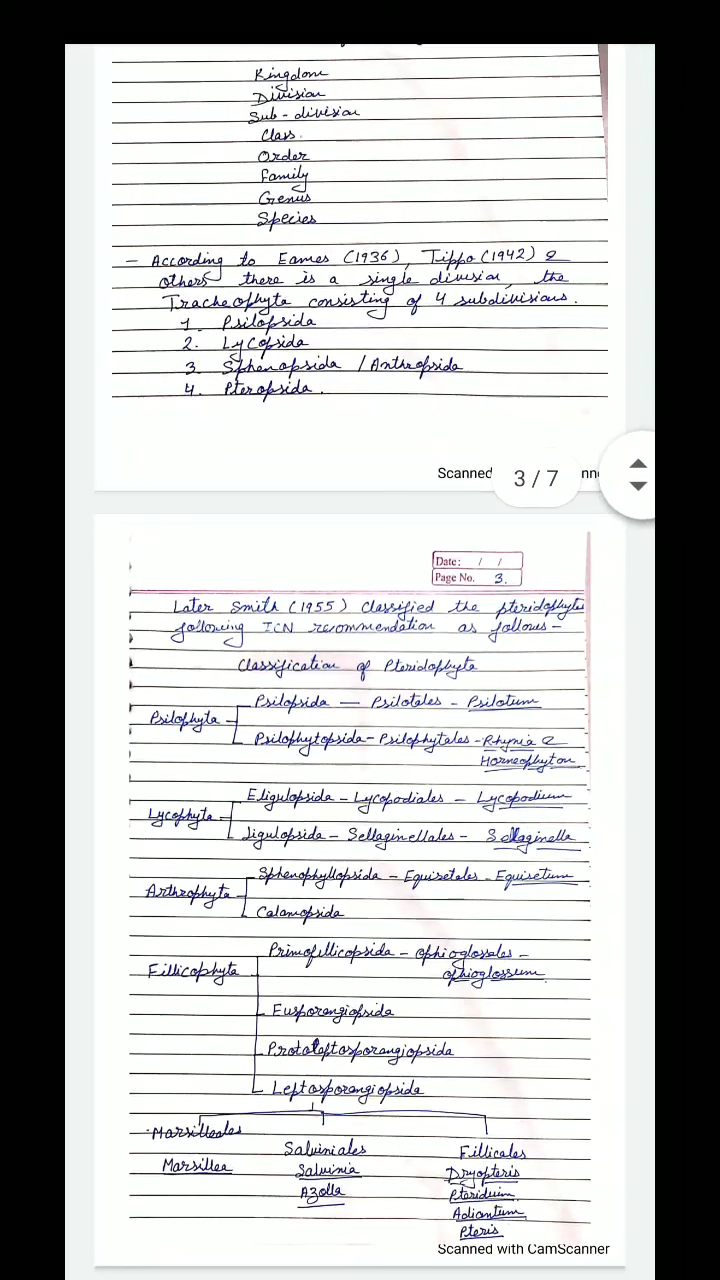 Kingdom
Division
Sub-division
Class.
Order
Family
Genus
Species
- According to Eames (1936), Tippo (1942) &
others there is a single division, the
Tracheophyta consisting of 4 subdivisions.
1. Psilopsida
2. Lycopsida
3. Sphenopsida / Anthropsida
4. Pteropsida.
Scanned
3 / 7
Date: / /
Page No. 3.
Later Smith (1955) classified the pteridophytes
following ICN recommendation as follows -
Classification of Pteridophyta
Psilophyta
Psilopsida — Psilotales - Psilotum
Psilophytopsida - Psilophytales - Rhynia &
Horneophyton
Lycophyta
Eligulopsida - Lycopodiales - Lycopodium
Ligulopsida - Sellaginellales - Sellaginella
Arthrophyta
Sphenophyllopsida - Equisetales - Equisetum
Calamopsida
Fillicophyta
Primofillicopsida - Ophioglossales -
Ophioglossum
Eusporangiopsida
Protoleptosporangiopsida
Leptosporangiopsida
Marsilleales
Marsillea
Salviniales
Salvinia
Azolla
Fillicales
Dryopteris
Pteriduim
Adiantum
Pteris
Scanned with CamScanner